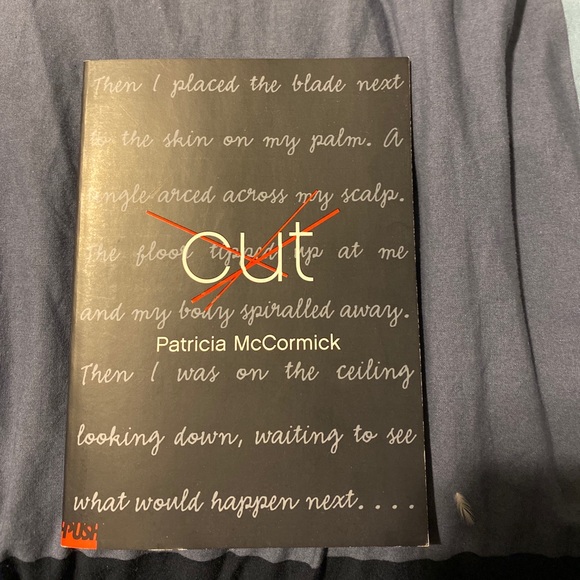 Then I placed the blade next
to the skin on my palm. A
tingle arced across my scalp.
The floor tipped up at me
cut
and my body spiralled away.
Patricia McCormick
Then I was on the ceiling
looking down, waiting to see
what would happen next....
PUSH